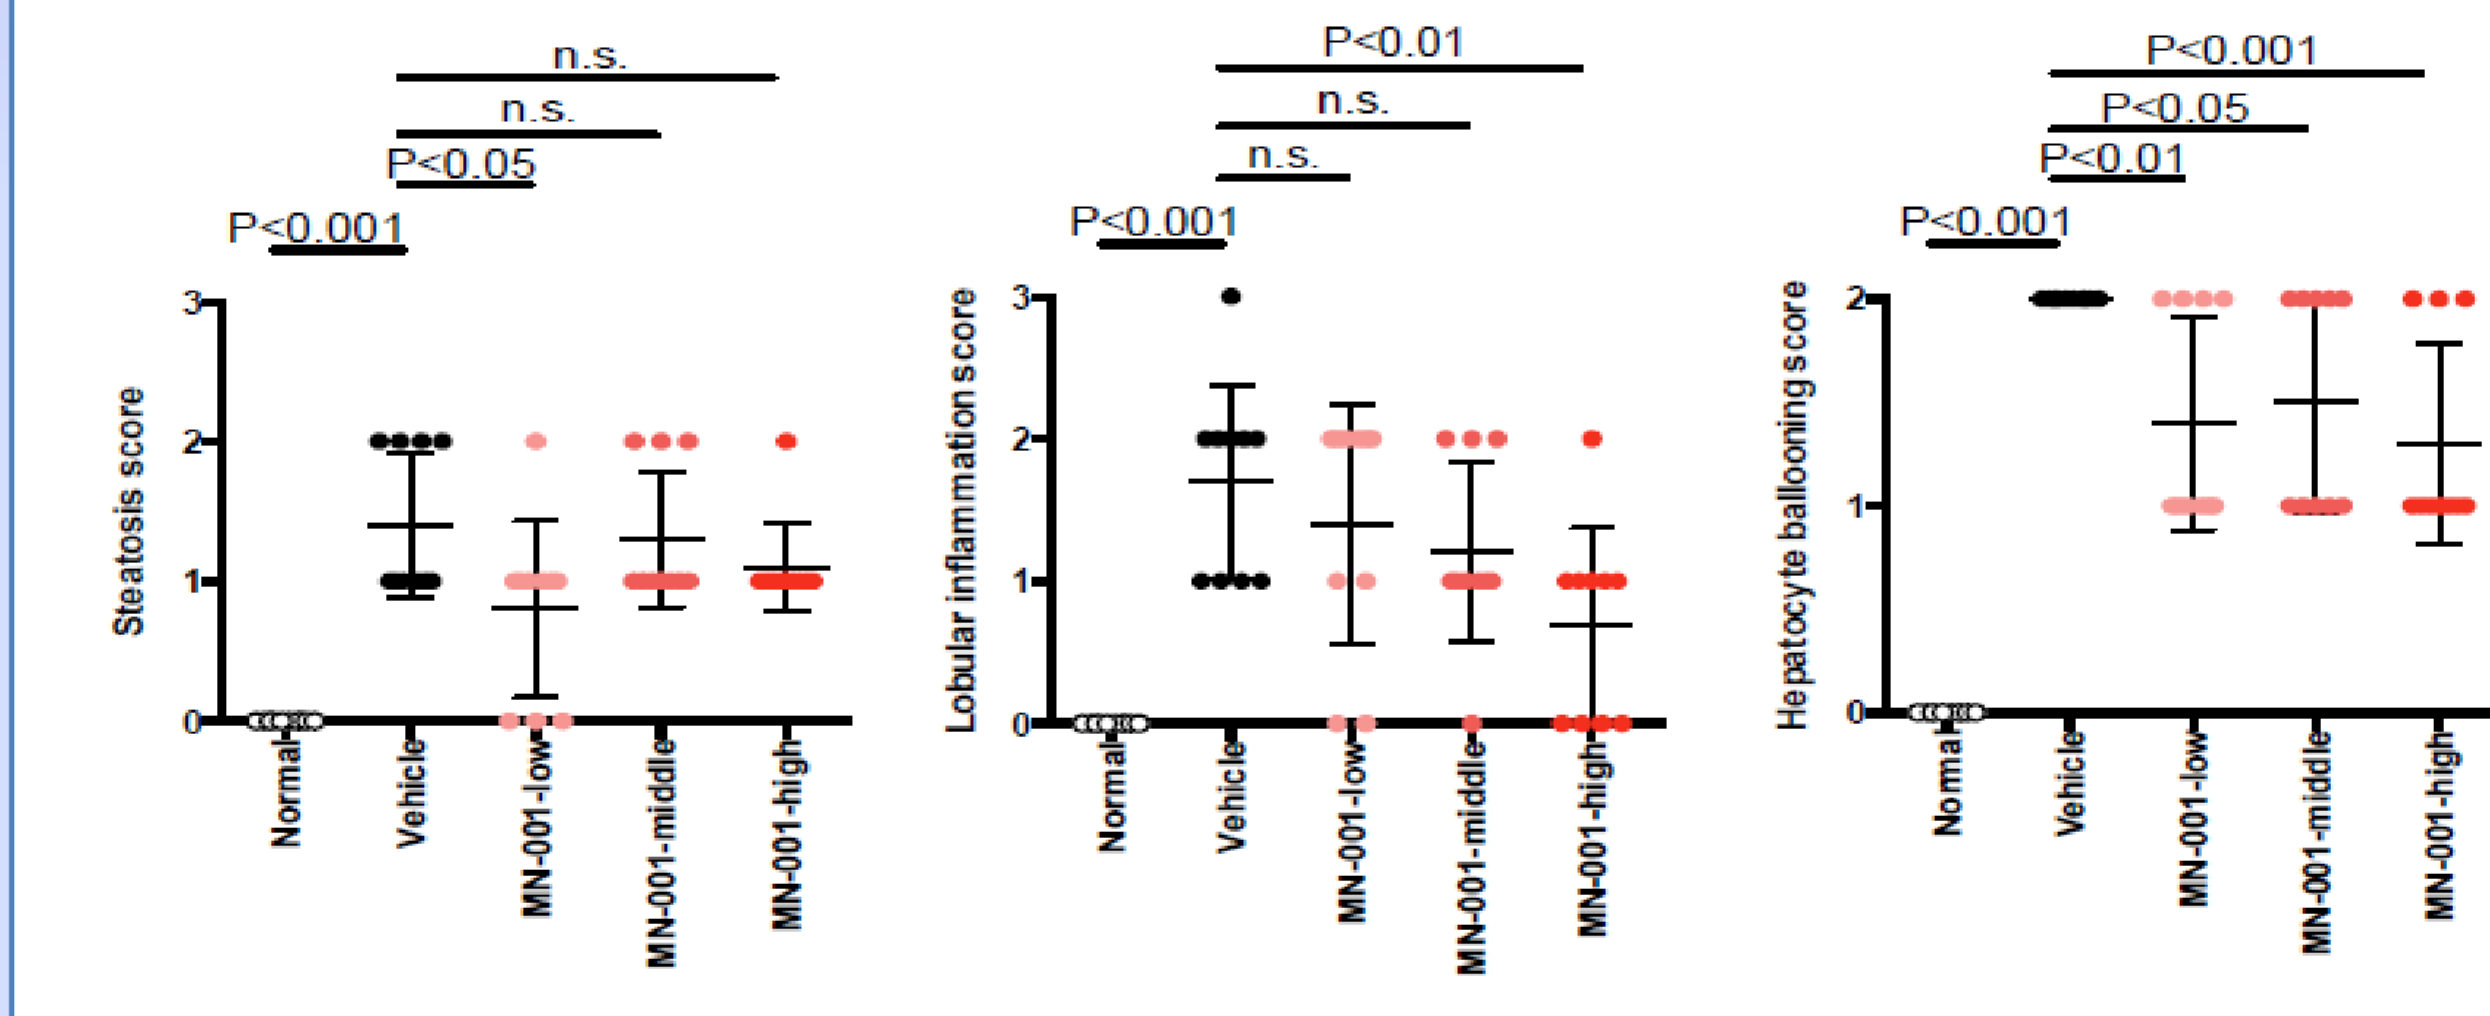 n.s.
n.s.
P<0.05
P<0.001
Steatosis score
3
2
1
0
Normal
Vehicle
MN-001-low
MN-001-middle
MN-001-high
P<0.01
n.s.
n.s.
P<0.001
Lobular inflammation score
3
2
1
0
Normal
Vehicle
MN-001-low
MN-001-middle
MN-001-high
P<0.001
P<0.05
P<0.01
P<0.001
Hepatocyte ballooning score
2
1
0
Normal
Vehicle
MN-001-low
MN-001-middle
MN-001-high